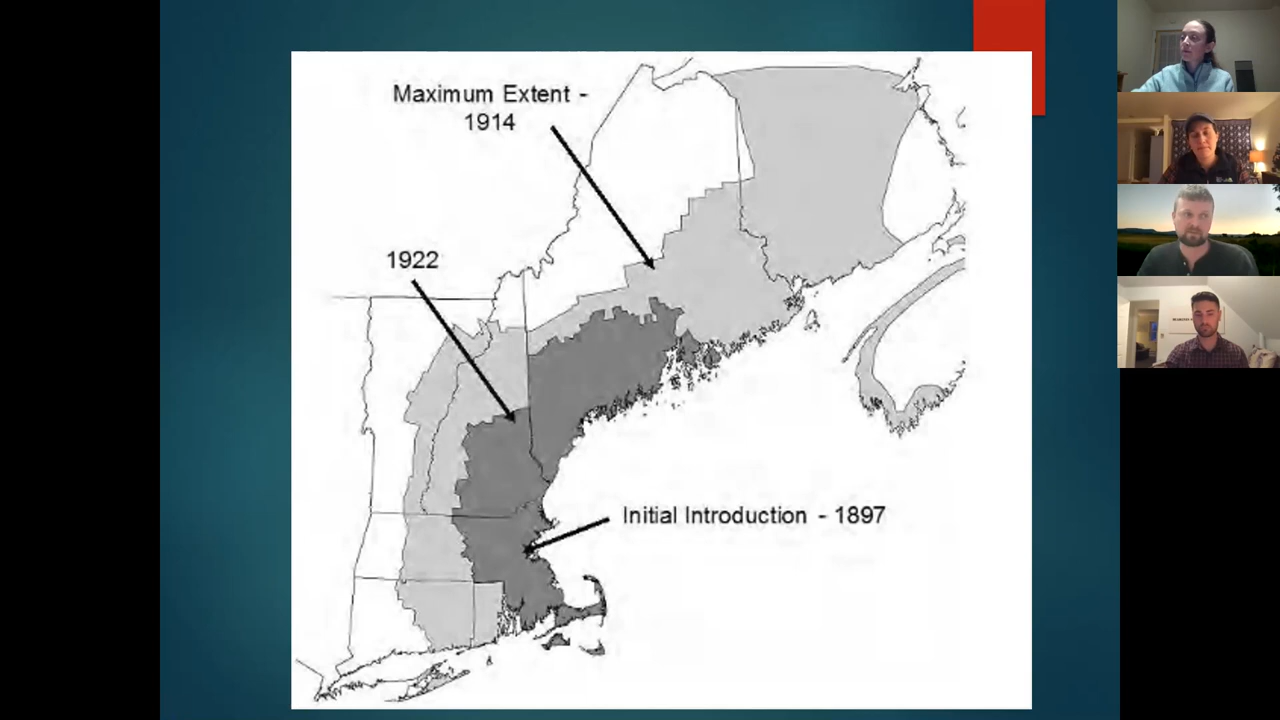 Maximum Extent -
1914
1922
Initial Introduction - 1897